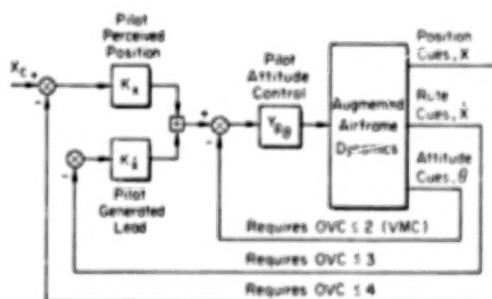 Pilot
Perceived
Position
Xc +
-
Kx
-
Kẋ
Pilot
Generated
Lead
+
-
Pilot
Attitude
Control
Augmented
Airframe
Dynamics
Position
Cues, X
Rate
Cues, Ẋ
Attitude
Cues, θ
Requires OVC ≤ 2 (VMC)
Requires OVC ≤ 3
Requires OVC ≤ 4